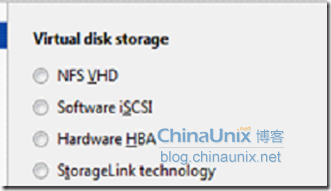 Virtual disk storage
NFS VHD
Software iSCSI
Hardware HBA
ChinaUnix 博客
blog.chinaunix.net
StorageLink technology